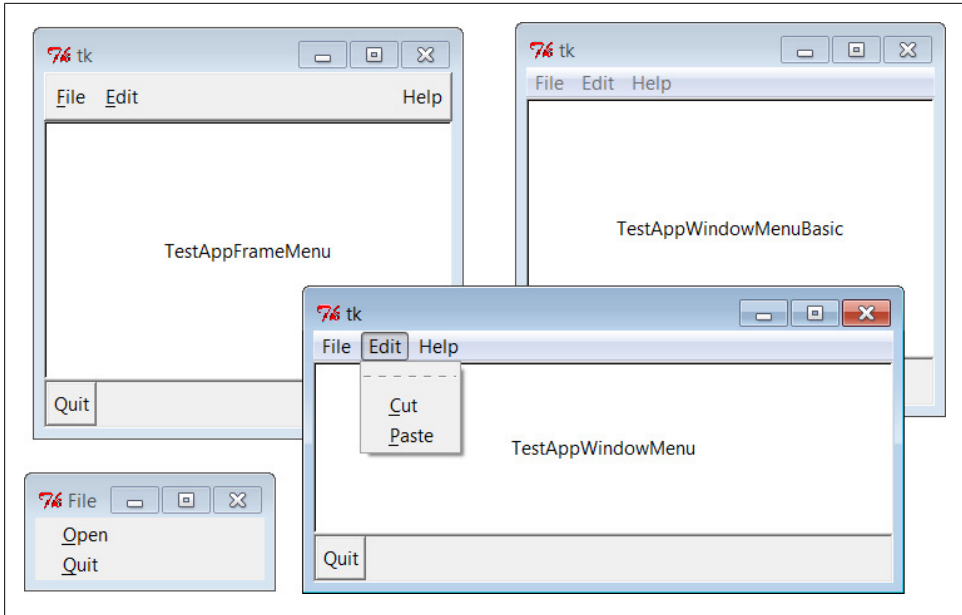 tk
File Edit Help
TestAppFrameMenu
Quit
tk
File Edit Help
TestAppWindowMenuBasic
tk
File Edit Help
Cut
Paste
TestAppWindowMenu
Quit
File
Open
Quit